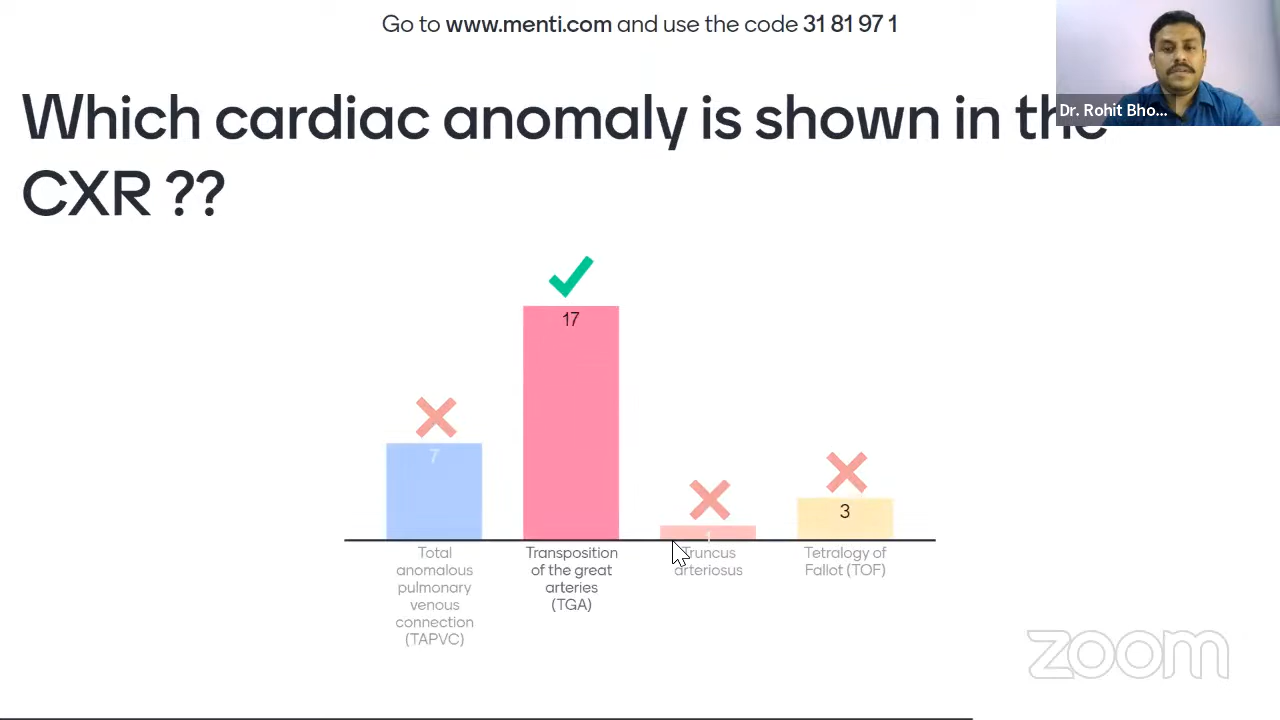 Go to www.menti.com and use the code 31 81 97 1
Which cardiac anomaly is shown in the
CXR ??
Dr. Rohit Bho...
17
7
3
1
Total
anomalous
pulmonary
venous
connection
(TAPVC)
Transposition
of the great
arteries
(TGA)
Truncus
arteriosus
Tetralogy of
Fallot (TOF)
zoom